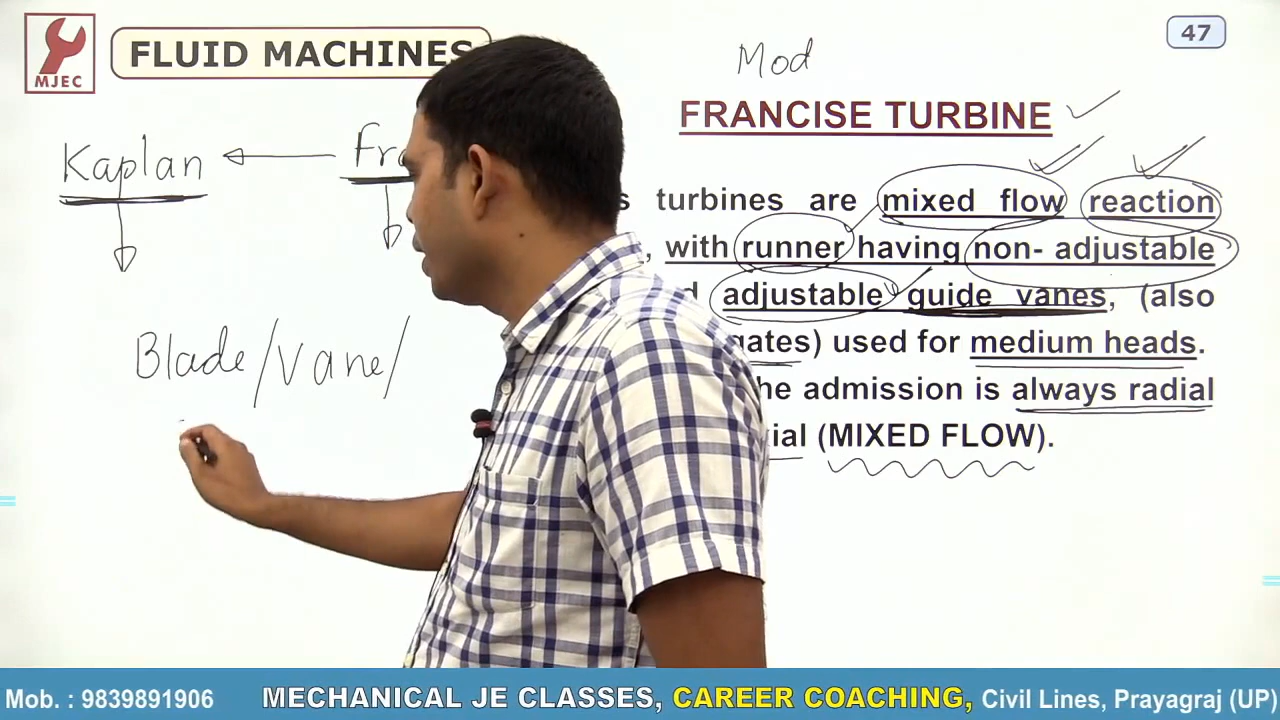 MJEC
FLUID MACHINES
47
Mod
FRANCISE TURBINE
Kaplan
turbines are mixed flow reaction
, with runner having non- adjustable
adjustable guide vanes, (also
gates) used for medium heads.
he admission is always radial
ial (MIXED FLOW).
Blade/Vane/
Mob. : 9839891906 MECHANICAL JE CLASSES, CAREER COACHING, Civil Lines, Prayagraj (UP)